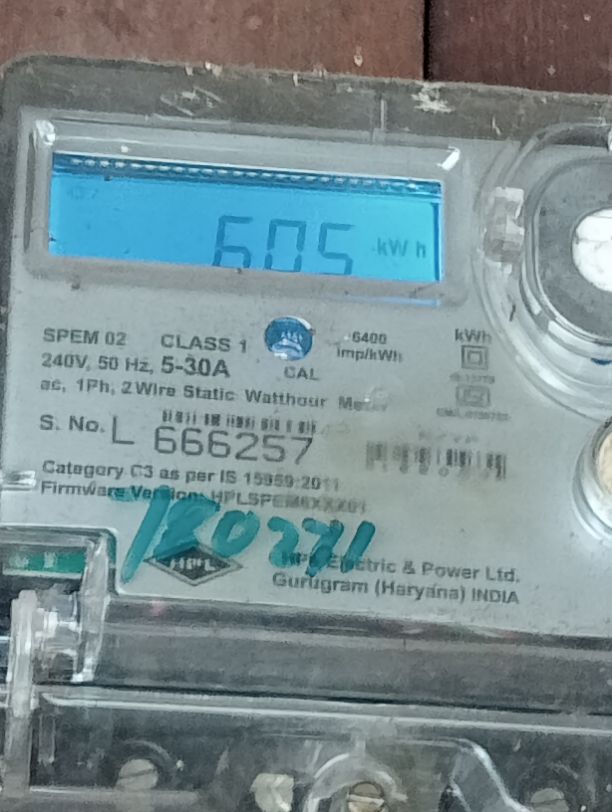 605 kWh
SPEM 02 CLASS 1
240V, 50 Hz, 5-30A
CAL
6400
imp/kWh
kWh
ac, 1Ph, 2 Wire Static Watthour Meter
S. No. L 666257
Category C3 as per IS 15959:2011
Firmware Version: HPLSPEM6XXX01
HPL
HPL Electric & Power Ltd.
Gurugram (Haryana) INDIA